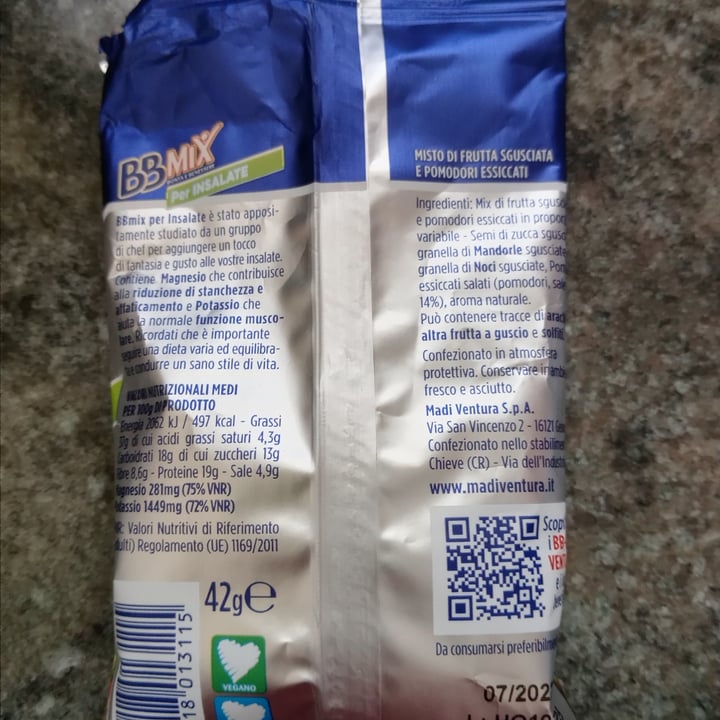 BBMIX
PER INSALATE
BBmix per Insalate è stato apposi-
tamente studiato da un gruppo
di chef per aggiungere un tocco
di fantasia e gusto alle vostre insalate.
Contiene Magnesio che contribuisce
alla riduzione di stanchezza e
affaticamento e Potassio che
aiuta la normale funzione musco-
lare. Ricordati che è importante
seguire una dieta varia ed equilibra-
ta e condurre un sano stile di vita.
VALORI NUTRIZIONALI MEDI
PER 100g DI PRODOTTO
Energia 2062 kJ / 497 kcal - Grassi
37g di cui acidi grassi saturi 4,3g
Carboidrati 18g di cui zuccheri 13g
Fibre 8,6g - Proteine 19g - Sale 4,9g
Magnesio 281mg (75% VNR)
Potassio 1449mg (72% VNR)
Valori Nutritivi di Riferimento
Regolamento (UE) 1169/2011
42g e
18 013115
VEGANO
MISTO DI FRUTTA SGUSCIATA
E POMODORI ESSICCATI
Ingredienti: Mix di frutta
e pomodori essiccati in
variabile - Semi di zucca
granella di Mandorle sgusciate
granella di Noci sgusciate,
essiccati salati (pomodori,
14%), aroma naturale.
Può contenere tracce di
altra frutta a guscio e
Confezionato in atmosfera
protettiva. Conservare in
fresco e asciutto.
Madi Ventura S.p.A.
Via San Vincenzo 2 - 16121
Confezionato nello
Chieve (CR) - Via
www.madiventura.it
i BB
Da consumarsi
07/202